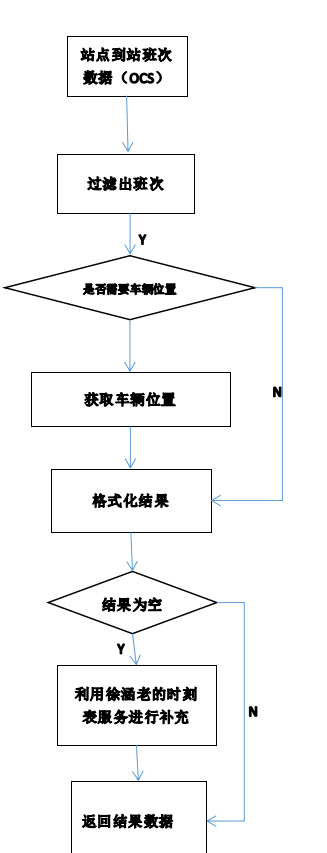 站点到站班次
数据（OCS）
过滤出班次
Y
是否需要车辆位置
获取车辆位置
N
格式化结果
结果为空
Y
利用徐涵老的时刻
表服务进行补充
N
返回结果数据